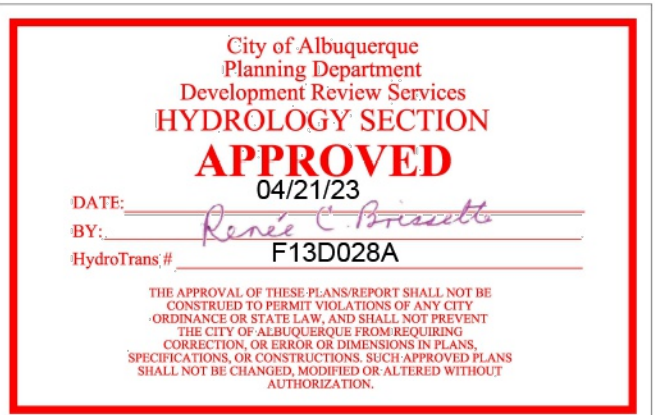 City of Albuquerque
Planning Department
Development Review Services
HYDROLOGY SECTION
APPROVED
DATE: 04/21/23
BY: Renée C. Brissette
HydroTrans # F13D028A
THE APPROVAL OF THESE PLANS/REPORT SHALL NOT BE
CONSTRUED TO PERMIT VIOLATIONS OF ANY CITY
ORDINANCE OR STATE LAW, AND SHALL NOT PREVENT
THE CITY OF ALBUQUERQUE FROM REQUIRING
CORRECTION, OR ERROR OR DIMENSIONS IN PLANS,
SPECIFICATIONS, OR CONSTRUCTIONS. SUCH APPROVED PLANS
SHALL NOT BE CHANGED, MODIFIED OR ALTERED WITHOUT
AUTHORIZATION.